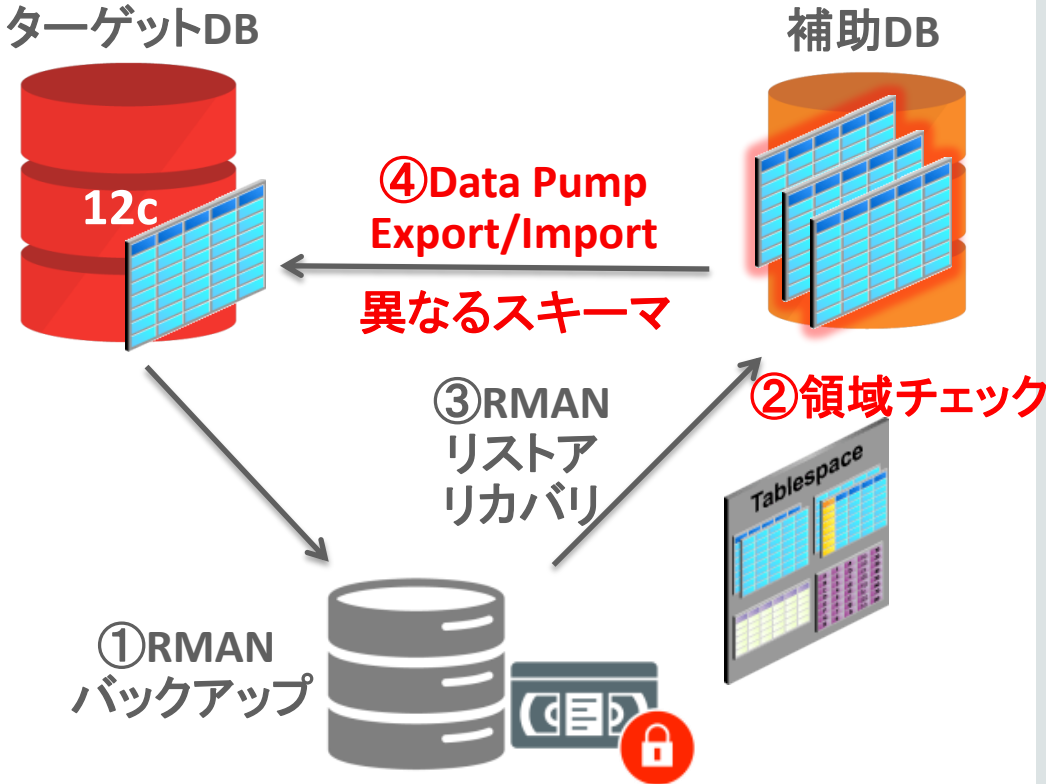 ターゲットDB
補助DB
12c
④Data Pump
Export/Import
異なるスキーマ
③RMAN
リストア
リカバリ
②領域チェック
Tablespace
①RMAN
バックアップ